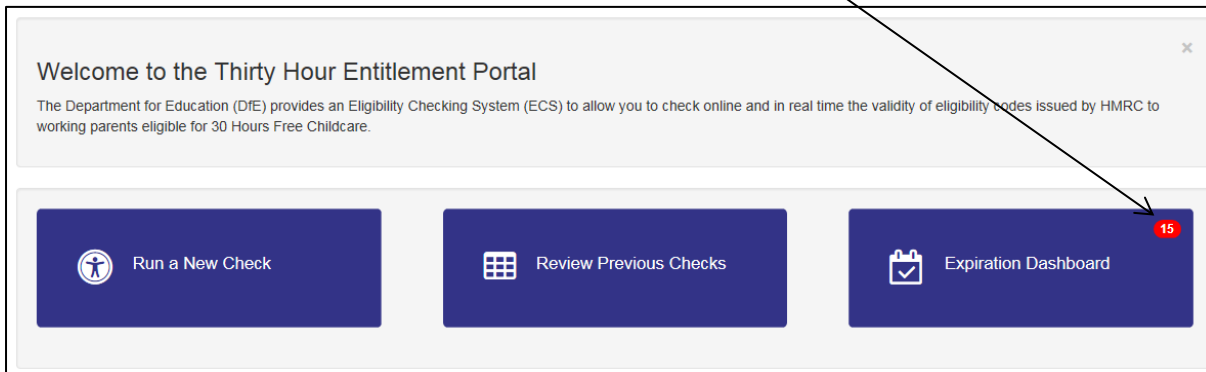 ×
Welcome to the Thirty Hour Entitlement Portal
The Department for Education (DfE) provides an Eligibility Checking System (ECS) to allow you to check online and in real time the validity of eligibility codes issued by HMRC to
working parents eligible for 30 Hours Free Childcare.
15
Run a New Check
Review Previous Checks
Expiration Dashboard